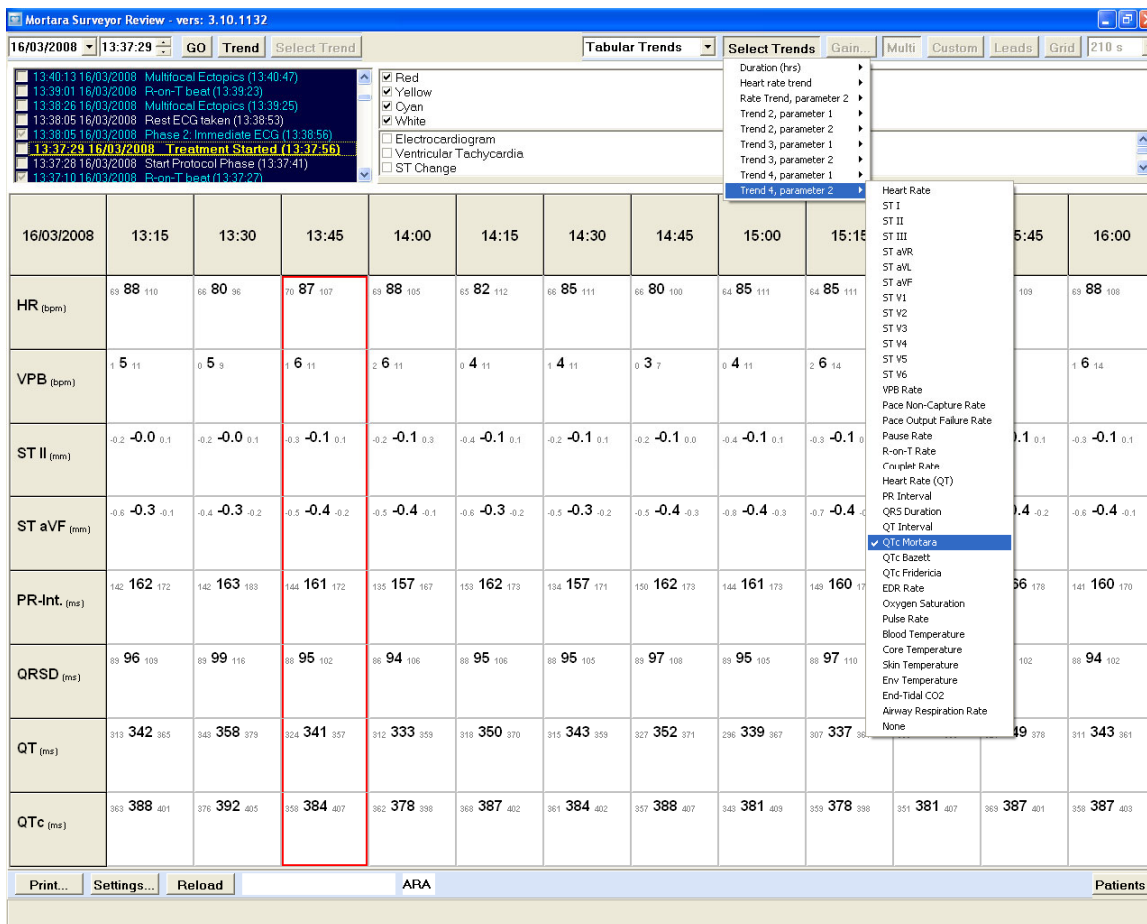 Mortara Surveyor Review - vers: 3.10.1132
16/03/2008 13:37:29 GO Trend Select Trend Tabular Trends Select Trends Gain... Multi Custom Leads Grid 210 s
13:40:13 16/03/2008 Multifocal Ectopics (13:40:47)
13:39:01 16/03/2008 R-on-T beat (13:39:23)
13:38:26 16/03/2008 Multifocal Ectopics (13:39:25)
13:38:05 16/03/2008 Rest ECG taken (13:38:53)
13:38:05 16/03/2008 Phase 2: Immediate ECG (13:38:56)
13:37:29 16/03/2008 Treatment Started (13:37:56)
13:37:28 16/03/2008 Start Protocol Phase (13:37:41)
13:37:10 16/03/2008 R-on-T beat (13:37:27)
Red
Yellow
Cyan
White
Electrocardiogram
Ventricular Tachycardia
ST Change
Duration (hrs)
Heart rate trend
Rate Trend, parameter 2
Trend 2, parameter 1
Trend 2, parameter 2
Trend 3, parameter 1
Trend 3, parameter 2
Trend 4, parameter 1
Trend 4, parameter 2
Heart Rate
ST I
ST II
ST III
ST aVR
ST aVL
ST aVF
ST V1
ST V2
ST V3
ST V4
ST V5
ST V6
VPB Rate
Pace Non-Capture Rate
Pace Output Failure Rate
Pause Rate
R-on-T Rate
Couplet Rate
Heart Rate (QT)
PR Interval
QRS Duration
QT Interval
QTc Mortara
QTc Bazett
QTc Fridericia
EDR Rate
Oxygen Saturation
Pulse Rate
Blood Temperature
Core Temperature
Skin Temperature
Env Temperature
End-Tidal CO2
Airway Respiration Rate
None
16/03/2008 13:15 13:30 13:45 14:00 14:15 14:30 14:45 15:00 15:15 5:45 16:00
HR (bpm) 69 88 110 66 80 96 70 87 107 69 88 105 65 82 112 66 85 111 66 80 100 64 85 111 64 85 111 109 69 88 108
VPB (bpm) 1 5 11 0 5 9 1 6 11 2 6 11 0 4 11 1 4 11 0 3 7 0 4 11 2 6 14 1 6 14
ST II (mm) -0.2 -0.0 0.1 -0.2 -0.0 0.1 -0.3 -0.1 0.1 -0.2 -0.1 0.3 -0.4 -0.1 0.1 -0.2 -0.1 0.1 -0.2 -0.1 0.0 -0.4 -0.1 0.1 -0.3 -0.1 0.1 -0.3 -0.1 0.1
ST aVF (mm) -0.6 -0.3 -0.1 -0.4 -0.3 -0.2 -0.5 -0.4 -0.2 -0.5 -0.4 -0.1 -0.6 -0.3 -0.2 -0.5 -0.3 -0.2 -0.5 -0.4 -0.3 -0.8 -0.4 -0.3 -0.7 -0.4 -0.2 -0.6 -0.4 -0.1
PR-Int. (ms) 142 162 172 142 163 183 144 161 172 135 157 167 153 162 173 134 157 171 150 162 173 144 161 173 149 160 178 141 160 170
QRSD (ms) 89 96 109 89 99 116 88 95 102 86 94 106 88 95 106 88 95 105 89 97 108 89 95 105 88 97 110 102 88 94 102
QT (ms) 313 342 365 343 358 379 324 341 357 312 333 359 318 350 370 315 343 359 327 352 371 296 339 367 307 337 378 311 343 361
QTc (ms) 363 388 401 376 392 405 358 384 407 362 378 398 368 387 402 361 384 402 357 388 407 343 381 409 359 378 398 351 381 407 369 387 401 358 387 403
Print... Settings... Reload ARA Patients